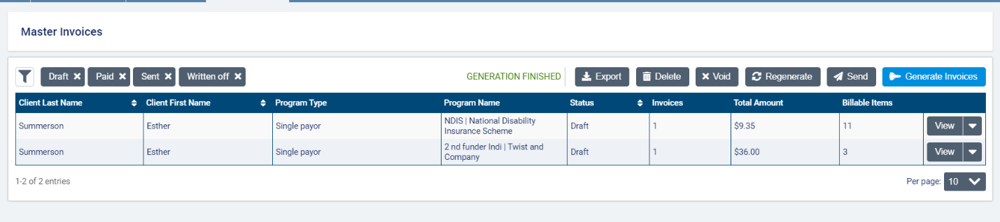 Master Invoices
Draft Paid Sent Written off GENERATION FINISHED Export Delete Void Regenerate Send Generate Invoices
Client Last Name Client First Name Program Type Program Name Status Invoices Total Amount Billable Items
Summerson Esther Single payor NDIS | National Disability
Insurance Scheme Draft 1 $9.35 11 View
Summerson Esther Single payor 2 nd funder Indi | Twist and
Company Draft 1 $36.00 3 View
1-2 of 2 entries Per page: 10